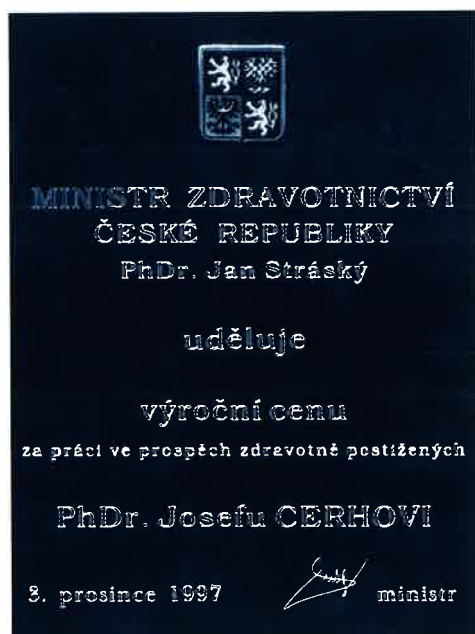 MINISTR ZDRAVOTNICTVÍ
ČESKÉ REPUBLIKY
PhDr. Jan Stráský
uděluje
výroční cenu
za práci ve prospěch zdravotně postižených
PhDr. Josefu CERHOVI
3. prosince 1997
ministr